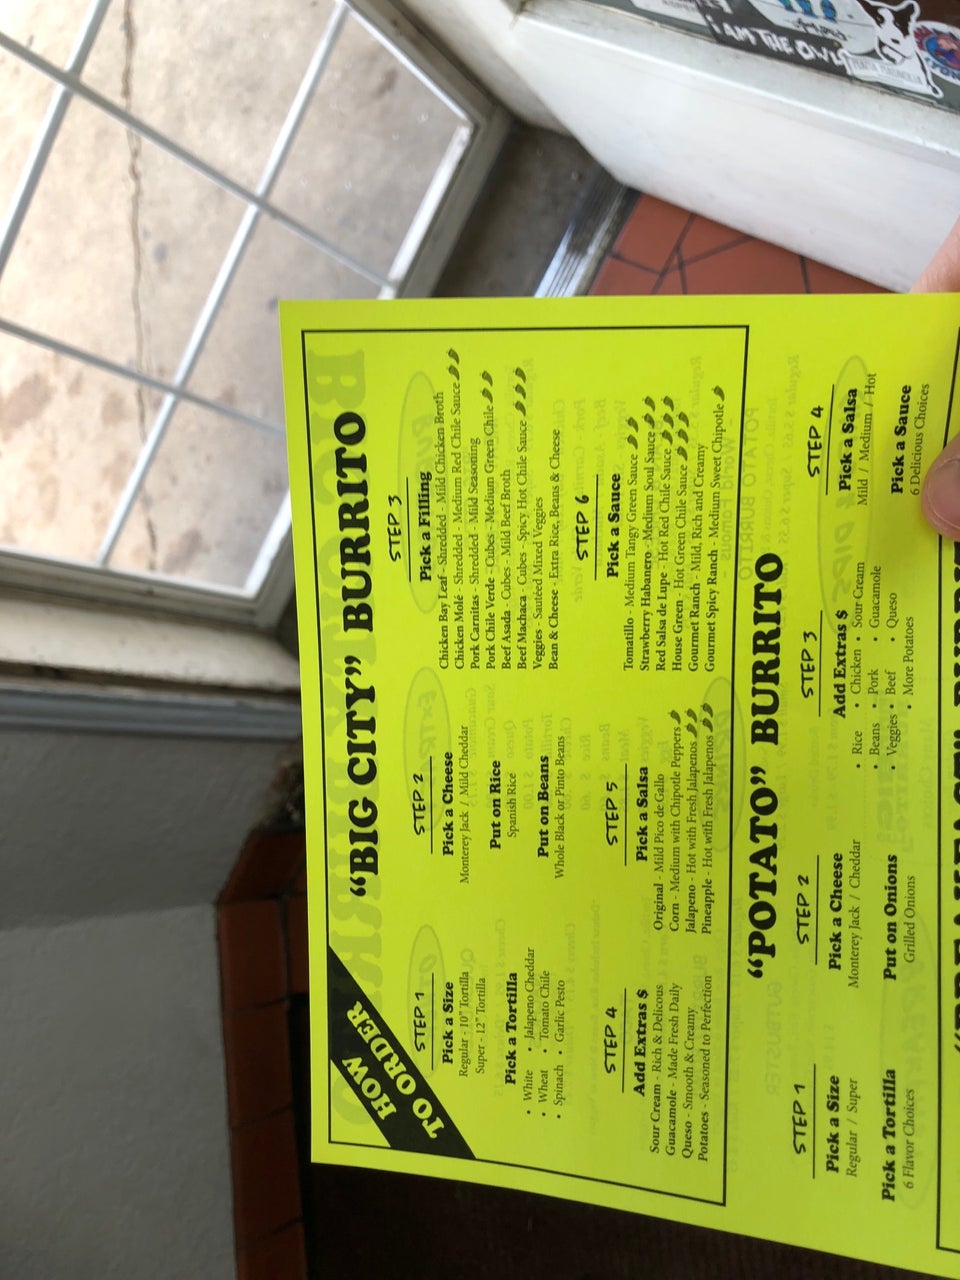 HOW
TO ORDER
"BIG CITY" BURRITO
STEP 1
Pick a Size
Regular - 10" Tortilla
Super - 12" Tortilla
Pick a Tortilla
• White • Jalapeno Cheddar
• Wheat • Tomato Chile
• Spinach • Garlic Pesto
STEP 2
Pick a Cheese
Monterey Jack / Mild Cheddar
Put on Rice
Spanish Rice
Put on Beans
Whole Black or Pinto Beans
STEP 3
Pick a Filling
Chicken Bay Leaf - Shredded - Mild Chicken Broth
Chicken Molé - Shredded - Medium Red Chile Sauce
Pork Carnitas - Shredded - Mild Seasoning
Pork Chile Verde - Cubes - Medium Green Chile
Beef Asada - Cubes - Mild Beef Broth
Beef Machaca - Cubes - Spicy Hot Chile Sauce
Veggies - Sautéed Mixed Veggies
Bean & Cheese - Extra Rice, Beans & Cheese
STEP 4
Add Extras $
Sour Cream - Rich & Delicous
Guacamole - Made Fresh Daily
Queso - Smooth & Creamy
Potatoes - Seasoned to Perfection
STEP 5
Pick a Salsa
Original - Mild Pico de Gallo
Corn - Medium with Chipotle Peppers
Jalapeno - Hot with Fresh Jalapenos
Pineapple - Hot with Fresh Jalapenos
STEP 6
Pick a Sauce
Tomatillo - Medium Tangy Green Sauce
Strawberry Habanero - Medium Soul Sauce
Red Salsa de Lupe - Hot Red Chile Sauce
House Green - Hot Green Chile Sauce
Gourmet Ranch - Mild, Rich and Creamy
Gourmet Spicy Ranch - Medium Sweet Chipotle
"POTATO" BURRITO
STEP 1
Pick a Size
Regular / Super
Pick a Tortilla
6 Flavor Choices
STEP 2
Pick a Cheese
Monterey Jack / Cheddar
Put on Onions
Grilled Onions
STEP 3
Add Extras $
• Rice • Chicken • Sour Cream
• Beans • Pork • Guacamole
• Veggies • Beef • Queso
• More Potatoes
STEP 4
Pick a Salsa
Mild / Medium / Hot
Pick a Sauce
6 Delicious Choices
I AM THE OWL